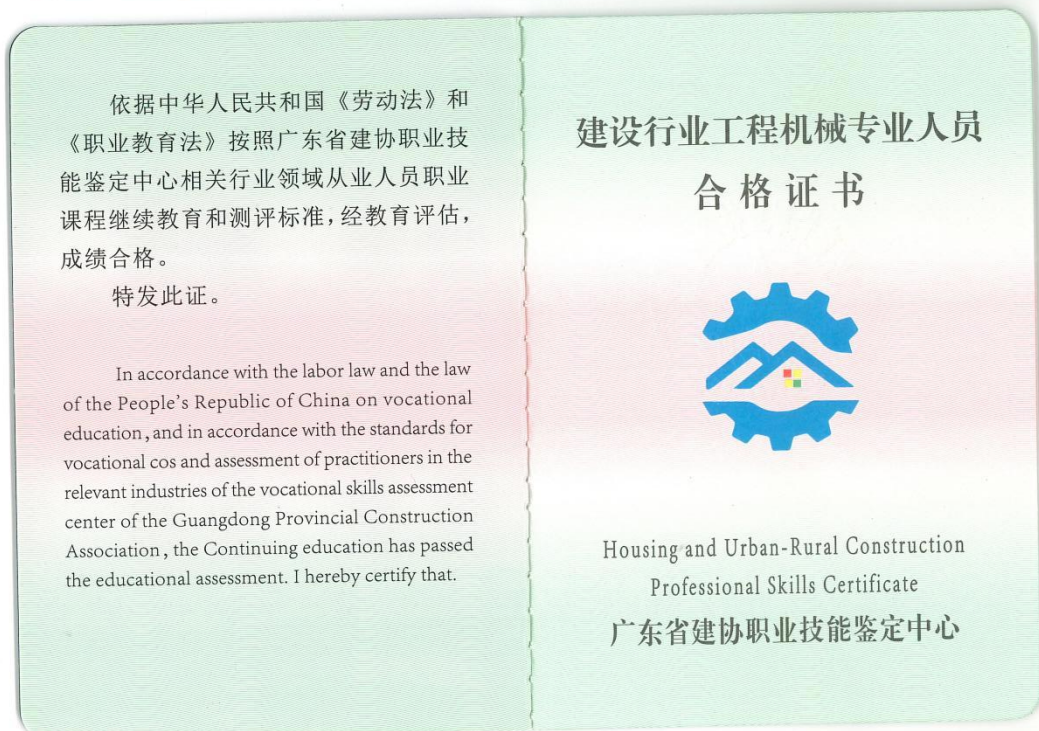 依据中华人民共和国《劳动法》和
《职业教育法》按照广东省建协职业技
能鉴定中心相关行业领域从业人员职业
课程继续教育和测评标准，经教育评估，
成绩合格。
特发此证。
In accordance with the labor law and the law
of the People's Republic of China on vocational
education,and in accordance with the standards for
vocational cos and assessment of practitioners in the
relevant industries of the vocational skills assessment
center of the Guangdong Provincial Construction
Association, the Continuing education has passed
the educational assessment. I hereby certify that.
建设行业工程机械专业人员
合格证书
Housing and Urban-Rural Construction
Professional Skills Certificate
广东省建协职业技能鉴定中心